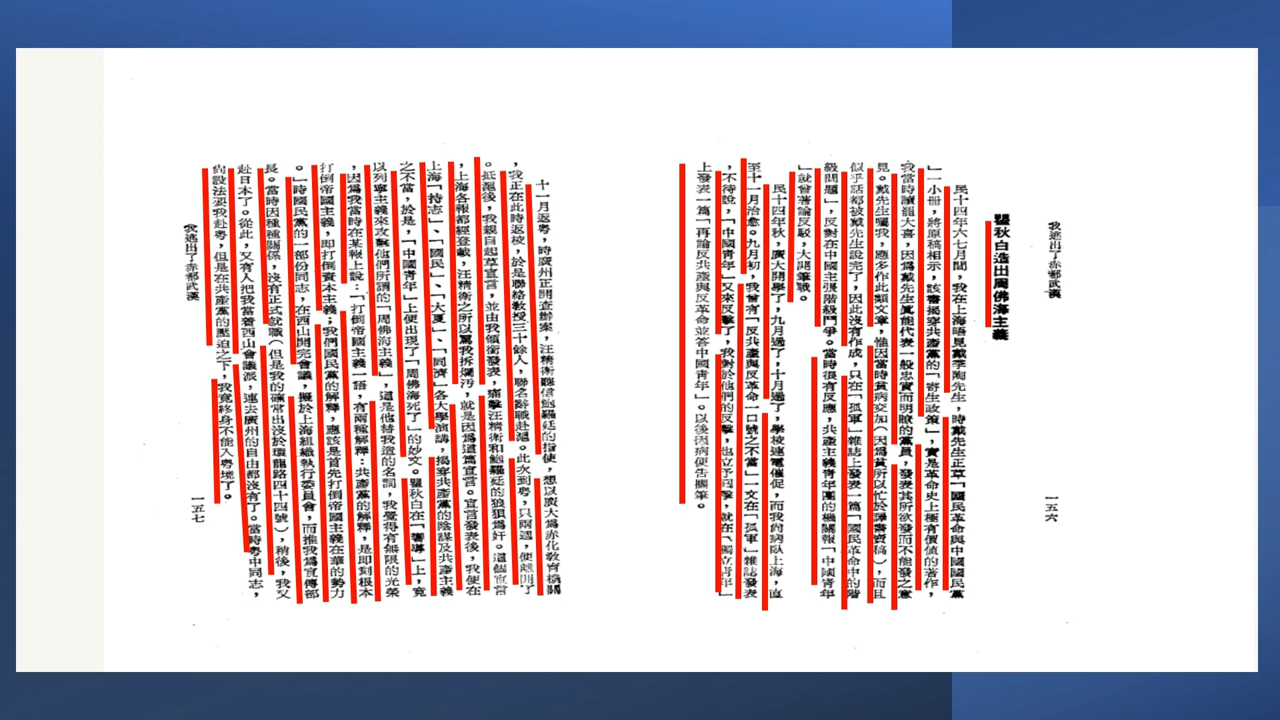 我逃出了赤都武漢
瞿秋白造出周佛海主義
民十四年六七月間，我在上海晤見戴季陶先生，時戴先生正草「國民革命與中國國民黨
」一小冊，將原稿相示，該書揭穿共產黨的「寄生政策」，實是革命史上極有價值的著作，
我當時讀罷大喜，因爲戴先生眞能代表一般忠實而明瞭的黨員，發表其所欲發而不能發之意
見。戴先生囑我，應多作此類文章，惟因當時貧病交加（因爲貧所以忙於譯書賣稿），而且
似乎話都被戴先生說完了，因此沒有作成，只在「孤軍」雜誌上發表一篇「國民革命中的階
級問題」，反對在中國主張階級鬥爭。當時很有反應，共產主義靑年團的機關報「中國靑年
」就曾著論反駁，大開筆戰。
民十四年秋，廣大開學了，九月過了，十月過了，學校連電催促，而我尙病臥上海，直
至十一月治愈。九月初，我曾有「反共產與反革命一口號之不當」一文在「孤軍」雜誌發表
，不待說，「中國靑年」又來反擊了，我對於他們的反擊，也立予回擊，就在「獨立靑年」
上發表一篇「再論反共產與反革命並答中國靑年」。以後因病便告擱筆。
一五六
十一月返粵，時廣州正開查辦案，汪精衞聽信鮑羅廷的指使，想以廣大爲赤化敎育機關
，我正在此時返校，於是聯絡敎授三十餘人，聯名辭職赴滬。此次到粵，只兩週，便離開了
。抵滬後，我親自起草宣言，並由我領銜發表，痛擊汪精衞和鮑羅廷的狼狽爲奸。這個宣言
，上海各報都經登載，汪精衞之所以罵我拆爛汚，就是因爲這篇宣言。宣言發表後，我便在
上海「持志」、「國民」、「大夏」、「同濟」各大學演講，揭穿共產黨的陰謀及共產主義
之不當，於是，「中國靑年」上便出現了「周佛海死了」的妙文。瞿秋白在「嚮導」上，竟
以列寧主義來攻擊他們所謂的「周佛海主義」，這是他替我造的名詞，我覺得有無限的光榮
，因爲我當時在某報上說：「打倒帝國主義一語，有兩種解釋：共產黨的解釋，是即刻根本
打倒帝國主義，即打倒資本主義；我們國民黨的解釋，應該是首先打倒帝國主義在華的勢力
。」時國民黨的一部份同志，在西山開完會議，擬於上海組織執行委員會，而推我爲宣傳部
長。當時因種種關係，沒有正式就職（但是我的確常出沒於環龍路四十四號），稍後，我又
赴日本了。從此，又有人把我當着西山會議派，連去廣州的自由都沒有了。當時粵中同志，
尙設法要我赴粵，但是在共產黨的壓迫之下，我竟終身不能入粵境了。
我逃出了赤都武漢
一五七